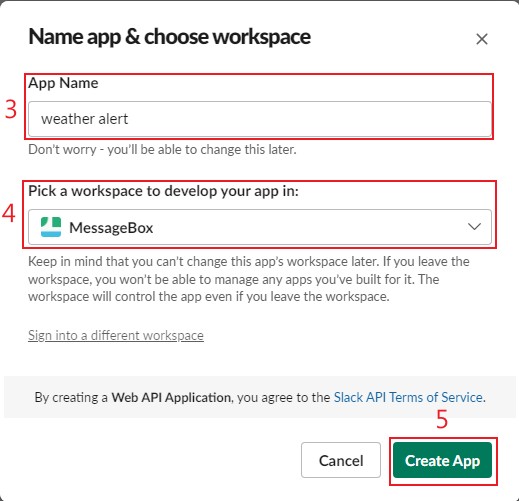 Name app & choose workspace
App Name
3
weather alert
Don't worry - you'll be able to change this later.
Pick a workspace to develop your app in:
4
MessageBox
Keep in mind that you can't change this app's workspace later. If you leave the
workspace, you won't be able to manage any apps you've built for it. The
workspace will control the app even if you leave the workspace.
Sign into a different workspace
By creating a Web API Application, you agree to the Slack API Terms of Service.
5
Cancel
Create App